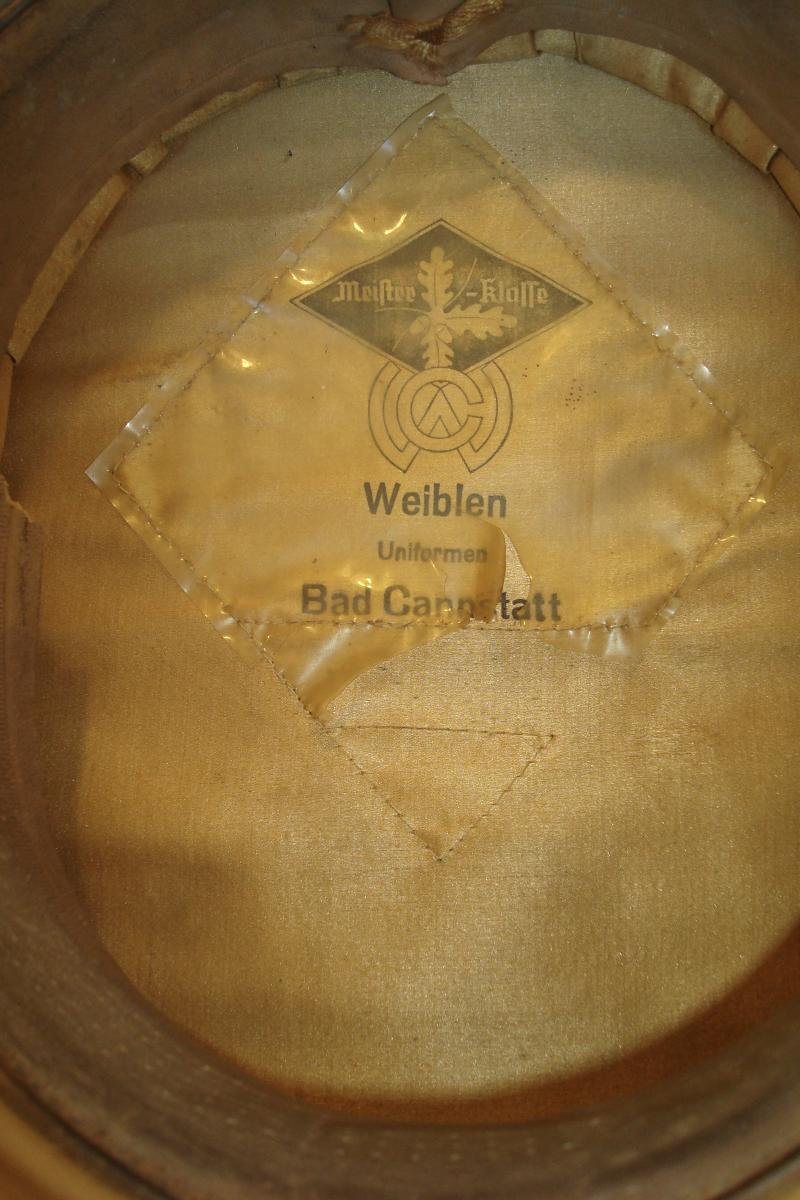 Meister-Klasse
Weiblen
Uniformen
Bad Cannstatt